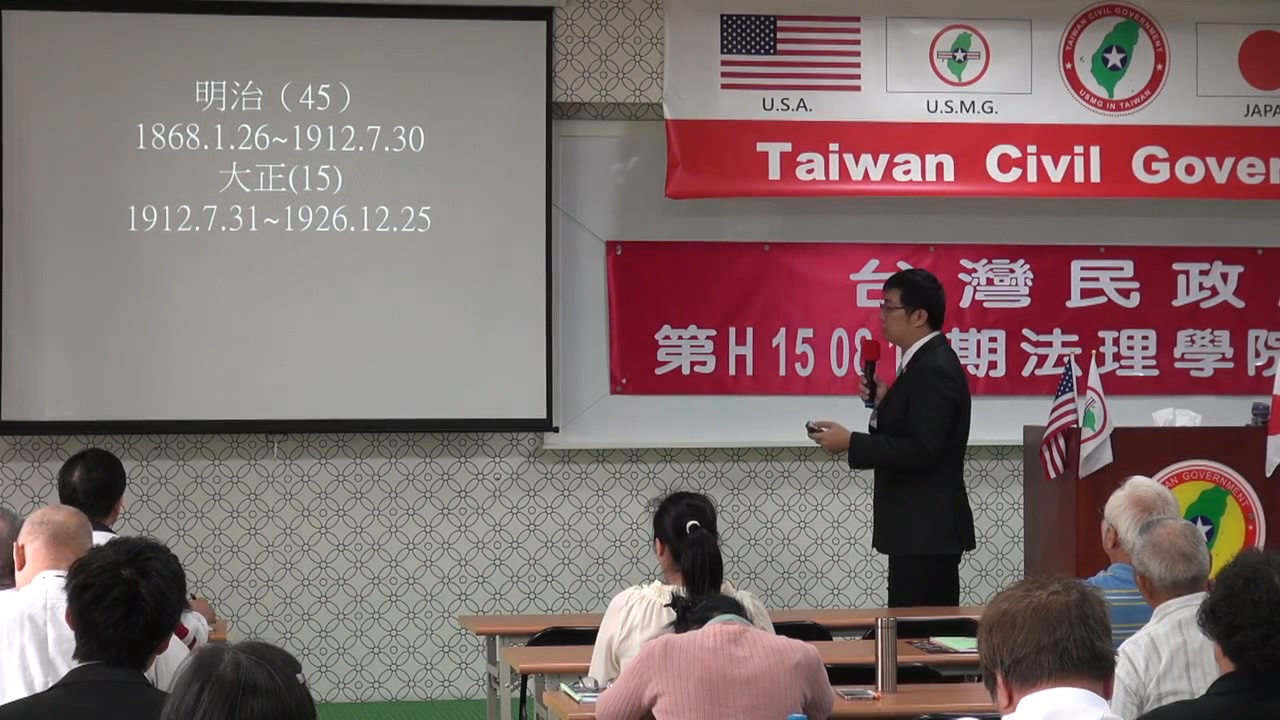 明治（45）
1868.1.26~1912.7.30
大正(15)
1912.7.31~1926.12.25
U.S.A.
U.S.M.G.
TAIWAN CIVIL GOVERNMENT
USMG IN TAIWAN
JAPA
Taiwan Civil Gover
台灣民政
第H 15 08 期法理學院
AN GOVERNMENT